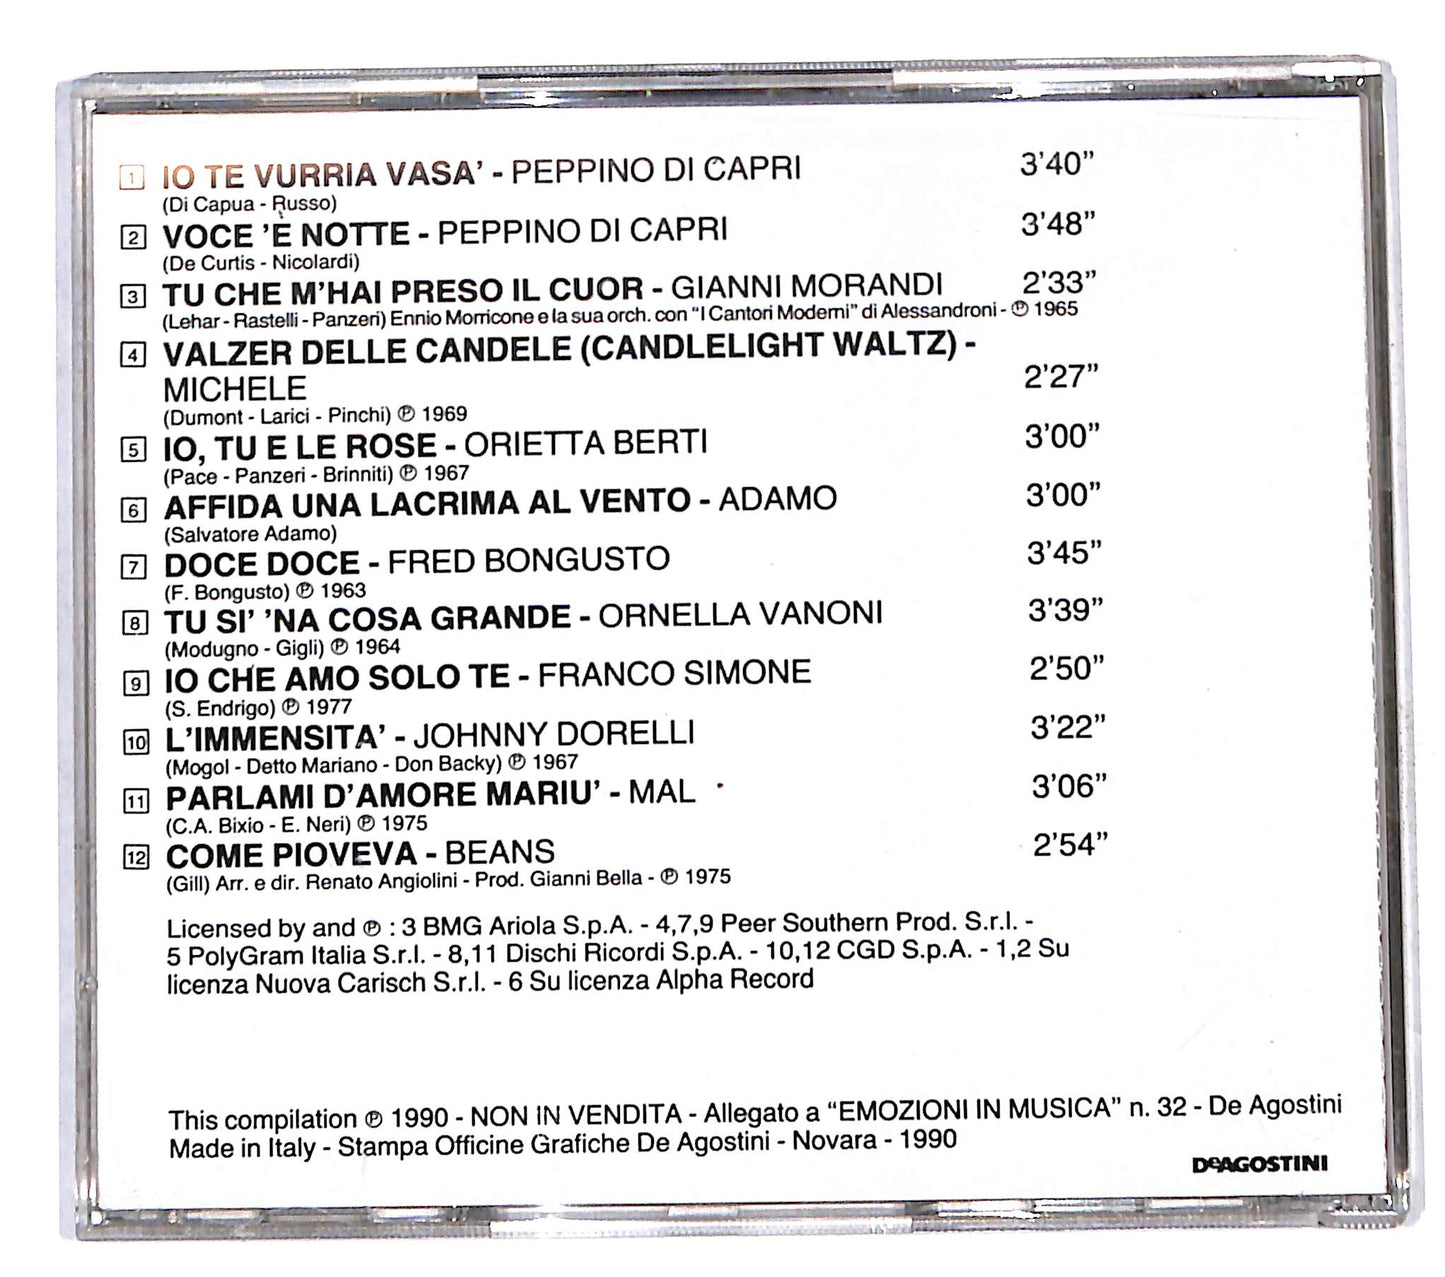 1 IO TE VURRIA VASA' - PEPPINO DI CAPRI 3'40"
(Di Capua - Russo)
2 VOCE 'È NOTTE - PEPPINO DI CAPRI 3'48"
(De Curtis - Nicolardi)
3 TU CHE M'HAI PRESO IL CUOR - GIANNI MORANDI 2'33"
(Lehar - Rastelli - Panzeri) Ennio Morricone e la sua orch. con "I Cantori Moderni" di Alessandroni - ℗ 1965
4 VALZER DELLE CANDELE (CANDLELIGHT WALTZ) -
MICHELE 2'27"
(Dumont - Larici - Pinchi) ℗ 1969
5 IO, TU E LE ROSE - ORIETTA BERTI 3'00"
(Pace - Panzeri - Brinniti) ℗ 1967
6 AFFIDA UNA LACRIMA AL VENTO - ADAMO 3'00"
(Salvatore Adamo)
7 DOCE DOCE - FRED BONGUSTO 3'45"
(F. Bongusto) ℗ 1963
8 TU SI' 'NA COSA GRANDE - ORNELLA VANONI 3'39"
(Modugno - Gigli) ℗ 1964
9 IO CHE AMO SOLO TE - FRANCO SIMONE 2'50"
(S. Endrigo) ℗ 1977
10 L'IMMENSITA' - JOHNNY DORELLI 3'22"
(Mogol - Detto Mariano - Don Backy) ℗ 1967
11 PARLAMI D'AMORE MARIU' - MAL 3'06"
(C.A. Bixio - E. Neri) ℗ 1975
12 COME PIOVEVA - BEANS 2'54"
(Gill) Arr. e dir. Renato Angiolini - Prod. Gianni Bella - ℗ 1975
Licensed by and ℗ : 3 BMG Ariola S.p.A. - 4,7,9 Peer Southern Prod. S.r.l. -
5 PolyGram Italia S.r.l. - 8,11 Dischi Ricordi S.p.A. - 10,12 CGD S.p.A. - 1,2 Su
licenza Nuova Carisch S.r.l. - 6 Su licenza Alpha Record
This compilation ℗ 1990 - NON IN VENDITA - Allegato a "EMOZIONI IN MUSICA" n. 32 - De Agostini
Made in Italy - Stampa Officine Grafiche De Agostini - Novara - 1990
DeAGOSTINI